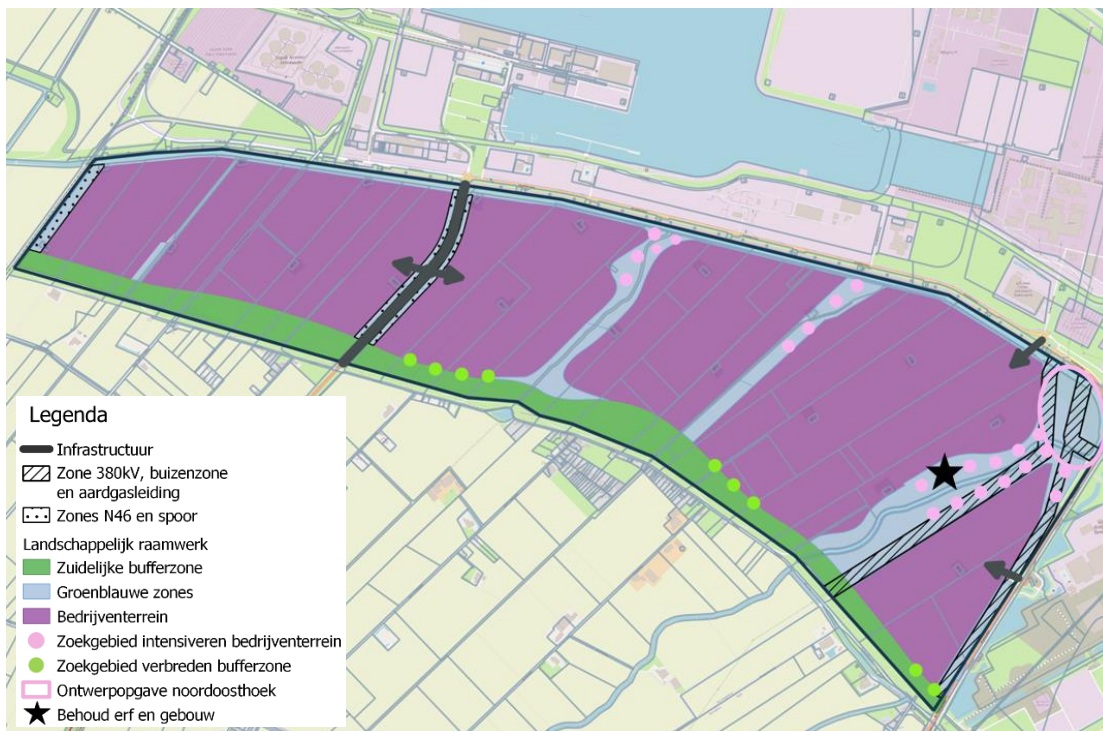 Legenda
Infrastructuur
Zone 380kV, buizenzone
en aardgasleiding
Zones N46 en spoor
Landschappelijk raamwerk
Zuidelijke bufferzone
Groenblauwe zones
Bedrijventerrein
Zoekgebied intensiveren bedrijventerrein
Zoekgebied verbreden bufferzone
Ontwerpopgave noordoosthoek
Behoud erf en gebouw